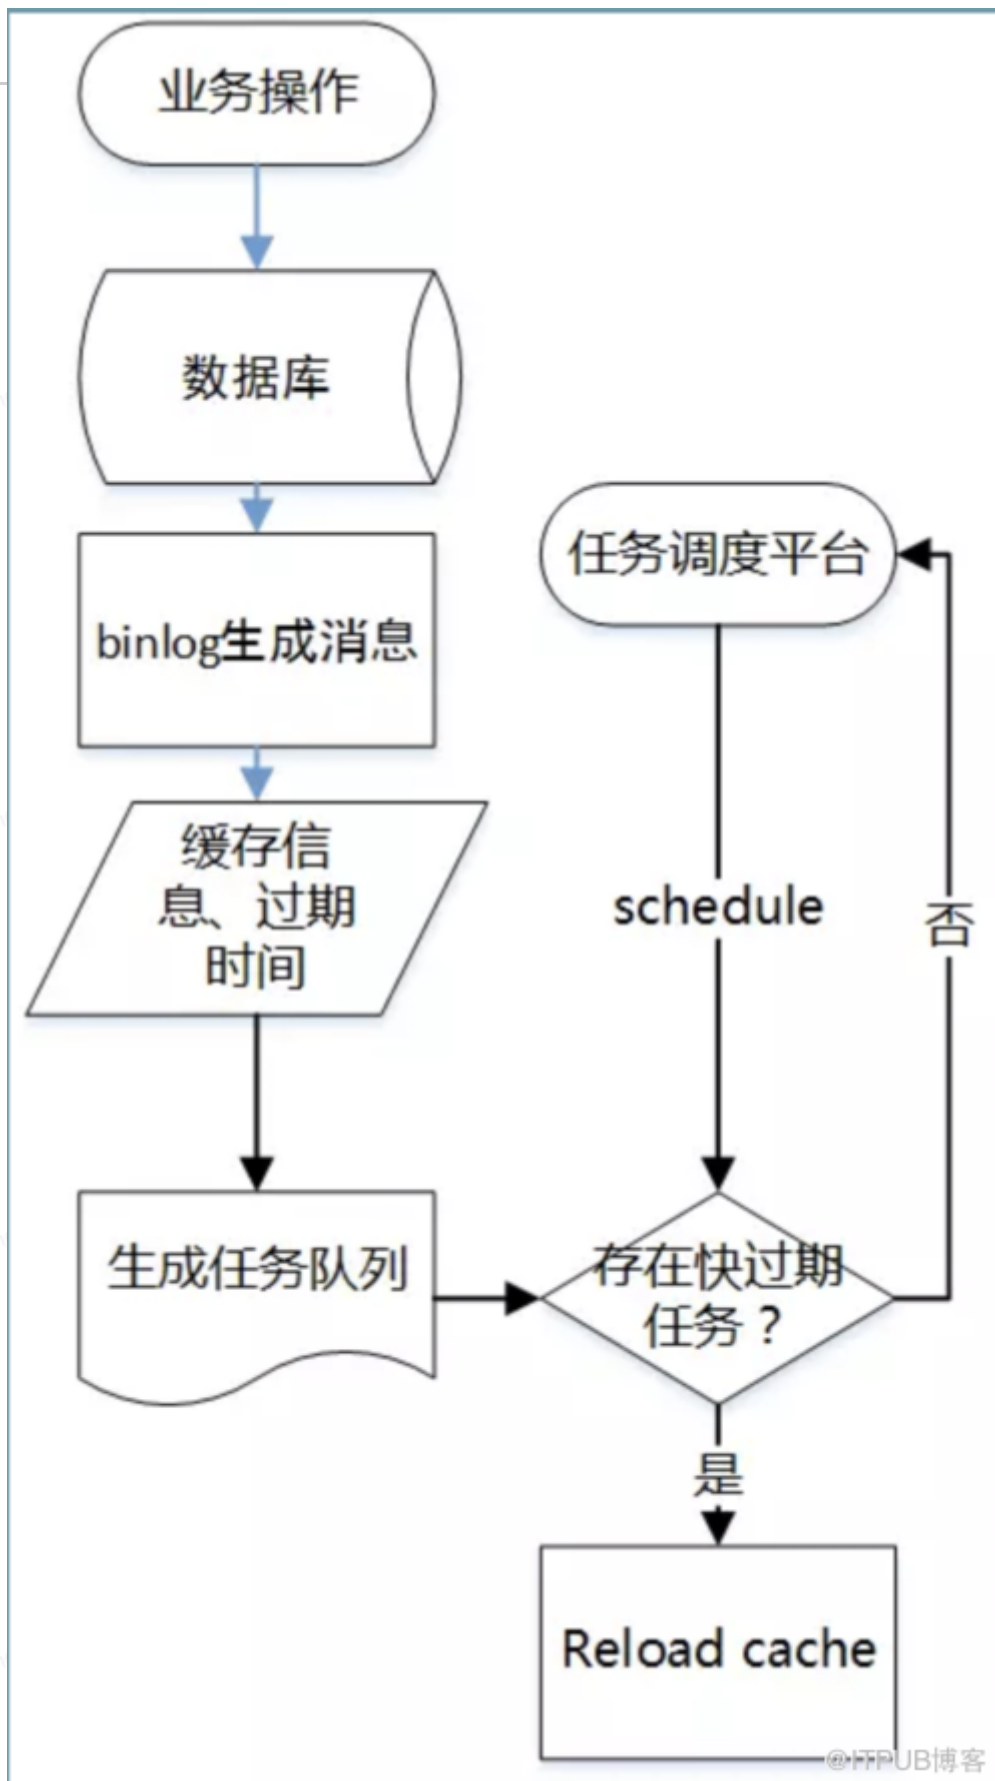 业务操作
数据库
binlog生成消息
缓存信
息、过期
时间
生成任务队列
任务调度平台
schedule
否
存在快过期
任务？
是
Reload cache
@ITPUB博客